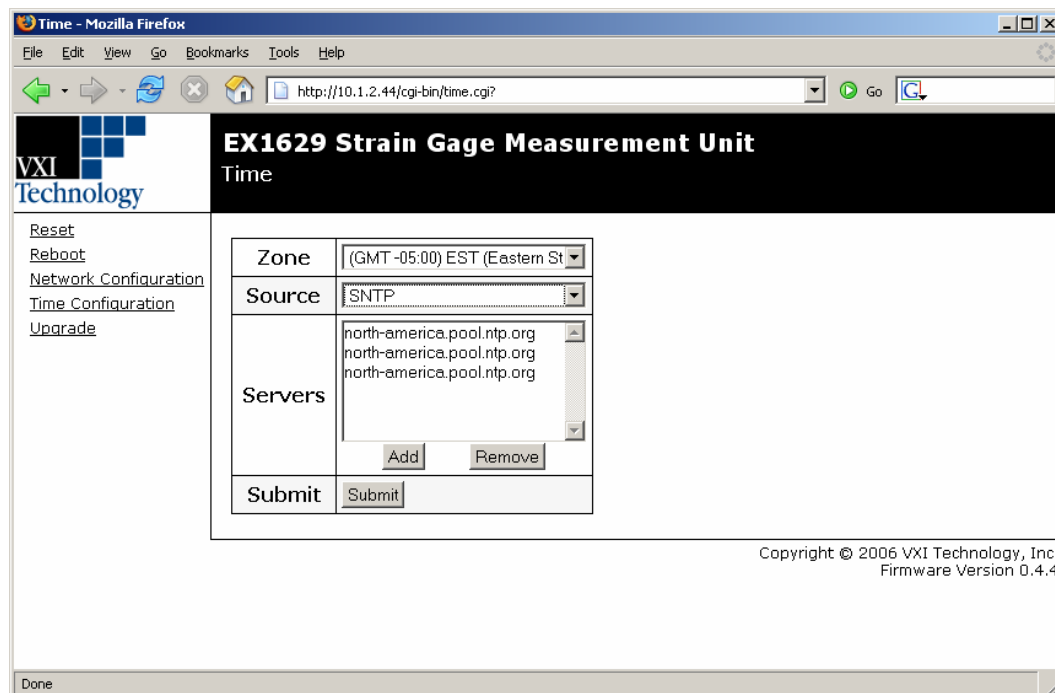 Time - Mozilla Firefox
File Edit View Go Bookmarks Tools Help
http://10.1.2.44/cgi-bin/time.cgi? Go G
VXI
Technology
EX1629 Strain Gage Measurement Unit
Time
Reset
Reboot
Network Configuration
Time Configuration
Upgrade
Zone (GMT -05:00) EST (Eastern St
Source SNTP
Servers
north-america.pool.ntp.org
north-america.pool.ntp.org
north-america.pool.ntp.org
Add Remove
Submit Submit
Copyright © 2006 VXI Technology, Inc
Firmware Version 0.4.4
Done